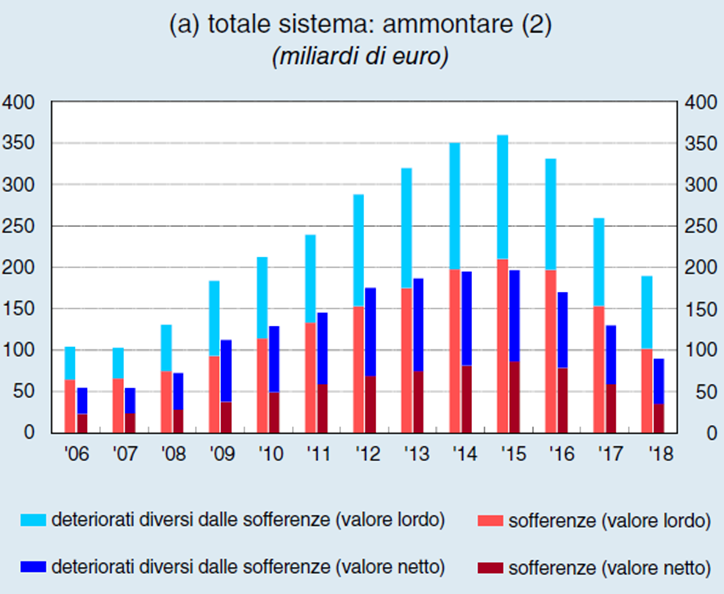 (a) totale sistema: ammontare (2)
(miliardi di euro)
400 400
350 350
300 300
250 250
200 200
150 150
100 100
50 50
0 0
'06 '07 '08 '09 '10 '11 '12 '13 '14 '15 '16 '17 '18
deteriorati diversi dalle sofferenze (valore lordo) sofferenze (valore lordo)
deteriorati diversi dalle sofferenze (valore netto) sofferenze (valore netto)